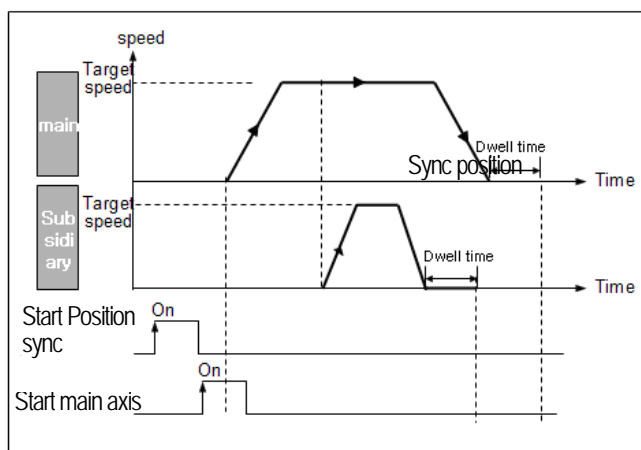 speed
Target
speed
main
Dwell time
Sync position
Time
Target
speed
Sub
sidi
ary
Dwell time
Time
Start Position
sync
On
On
Start main axis